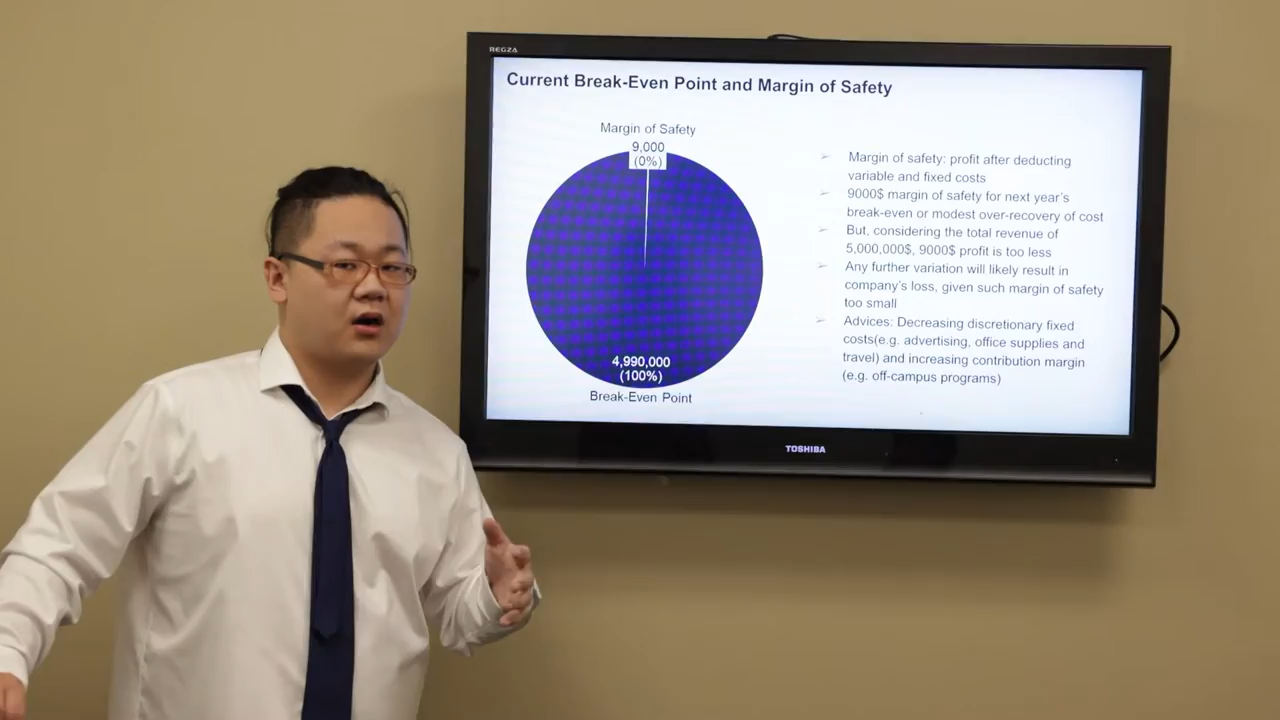 REGZA
Current Break-Even Point and Margin of Safety
Margin of Safety
9,000
(0%)
4,990,000
(100%)
Break-Even Point
Margin of safety: profit after deducting
variable and fixed costs
9000$ margin of safety for next year's
break-even or modest over-recovery of cost
But, considering the total revenue of
5,000,000$, 9000$ profit is too less
Any further variation will likely result in
company's loss, given such margin of safety
too small
Advices: Decreasing discretionary fixed
costs(e.g. advertising, office supplies and
travel) and increasing contribution margin
(e.g. off-campus programs)
TOSHIBA